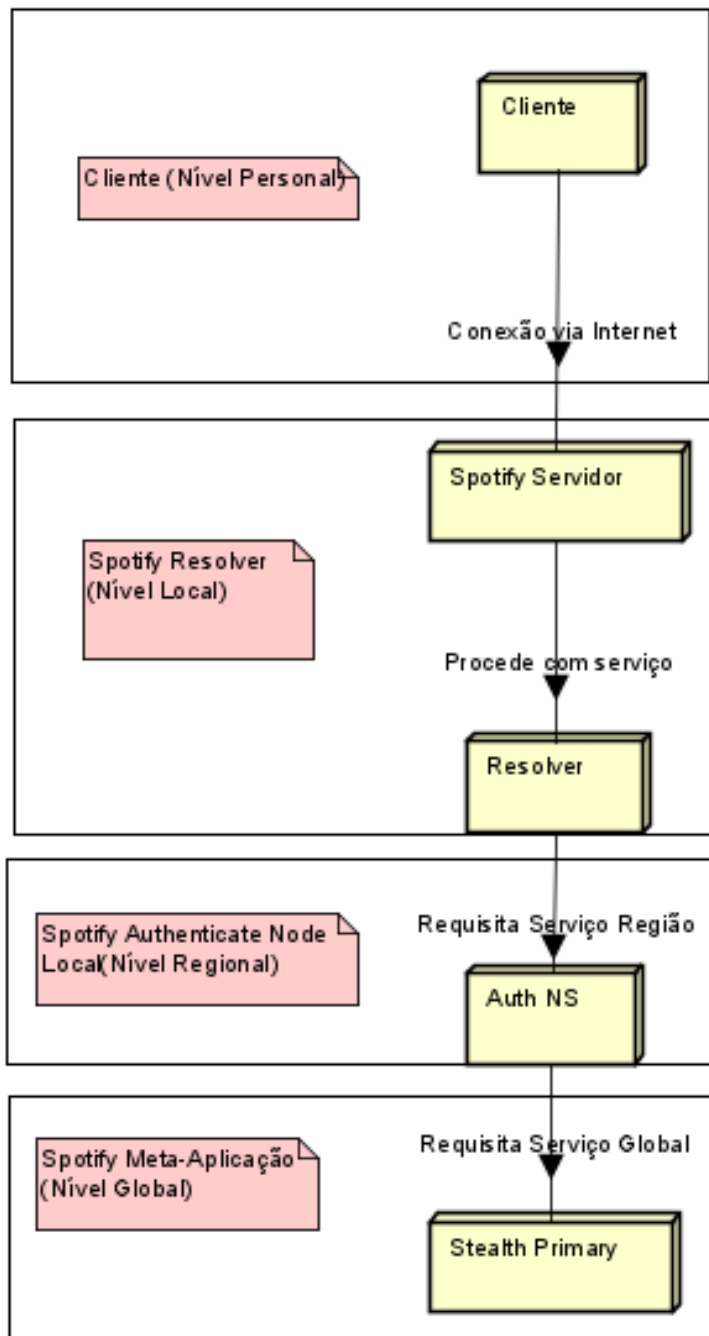 Cliente
Cliente (Nível Personal)
Conexão via Internet
Spotify Servidor
Spotify Resolver
(Nível Local)
Procede com serviço
Resolver
Spotify Authenticate Node
Local(Nível Regional)
Requisita Serviço Região
Auth NS
Spotify Meta-Aplicação
(Nível Global)
Requisita Serviço Global
Stealth Primary